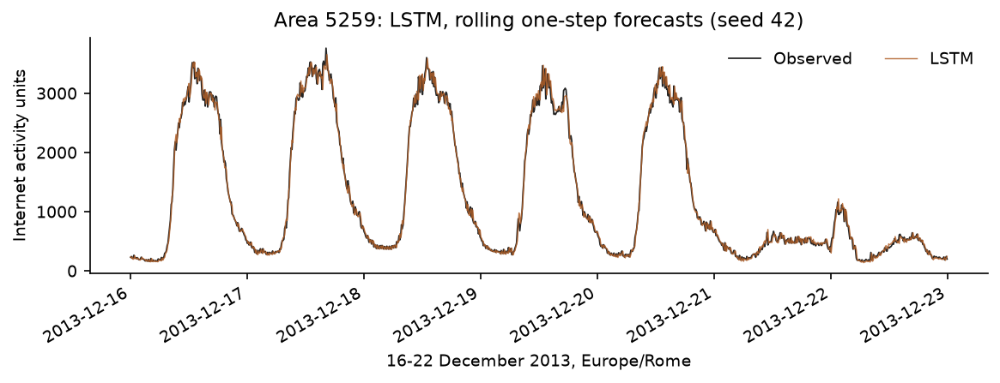 Area 5259: LSTM, rolling one-step forecasts (seed 42)
Observed LSTM
Internet activity units
3000
2000
1000
0
2013-12-16 2013-12-17 2013-12-18 2013-12-19 2013-12-20 2013-12-21 2013-12-22 2013-12-23
16-22 December 2013, Europe/Rome